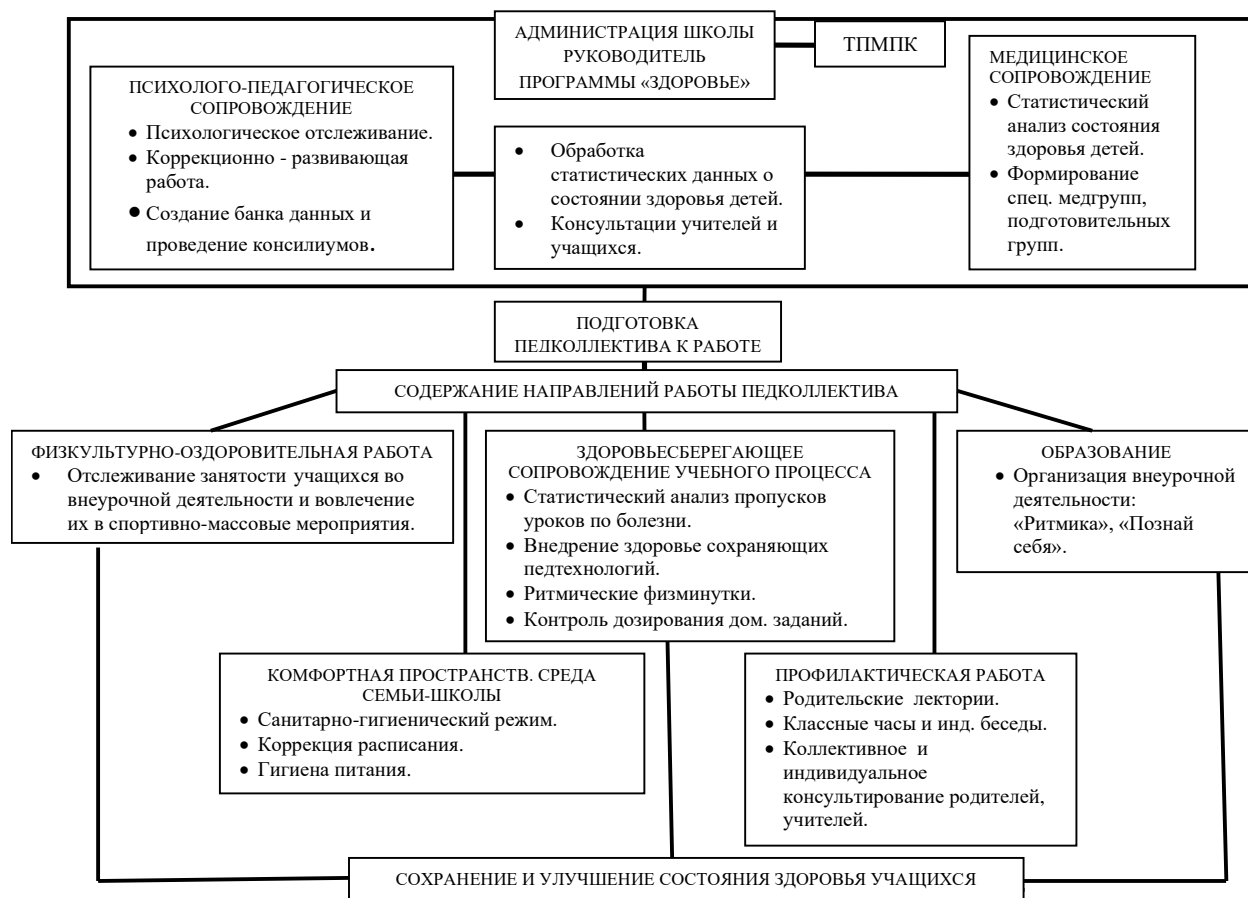 АДМИНИСТРАЦИЯ ШКОЛЫ
РУКОВОДИТЕЛЬ
ПРОГРАММЫ «ЗДОРОВЬЕ»
ТПМПК
ПСИХОЛОГО-ПЕДАГОГИЧЕСКОЕ
СОПРОВОЖДЕНИЕ
• Психологическое отслеживание.
• Коррекционно - развивающая
работа.
• Создание банка данных и
проведение консилиумов.
• Обработка
статистических данных о
состоянии здоровья детей.
• Консультации учителей и
учащихся.
МЕДИЦИНСКОЕ
СОПРОВОЖДЕНИЕ
• Статистический
анализ состояния
здоровья детей.
• Формирование
спец. медгрупп,
подготовительных
групп.
ПОДГОТОВКА
ПЕДКОЛЛЕКТИВА К РАБОТЕ
СОДЕРЖАНИЕ НАПРАВЛЕНИЙ РАБОТЫ ПЕДКОЛЛЕКТИВА
ФИЗКУЛЬТУРНО-ОЗДОРОВИТЕЛЬНАЯ РАБОТА
• Отслеживание занятости учащихся во
внеурочной деятельности и вовлечение
их в спортивно-массовые мероприятия.
ЗДОРОВЬЕСБЕРЕГАЮЩЕЕ
СОПРОВОЖДЕНИЕ УЧЕБНОГО ПРОЦЕССА
• Статистический анализ пропусков
уроков по болезни.
• Внедрение здоровье сохраняющих
педтехнологий.
• Ритмические физминутки.
• Контроль дозирования дом. заданий.
ОБРАЗОВАНИЕ
• Организация внеурочной
деятельности:
«Ритмика», «Познай
себя».
КОМФОРТНАЯ ПРОСТРАНСТВ. СРЕДА
СЕМЬИ-ШКОЛЫ
• Санитарно-гигиенический режим.
• Коррекция расписания.
• Гигиена питания.
ПРОФИЛАКТИЧЕСКАЯ РАБОТА
• Родительские лектории.
• Классные часы и инд. беседы.
• Коллективное и
индивидуальное
консультирование родителей,
учителей.
СОХРАНЕНИЕ И УЛУЧШЕНИЕ СОСТОЯНИЯ ЗДОРОВЬЯ УЧАЩИХСЯ